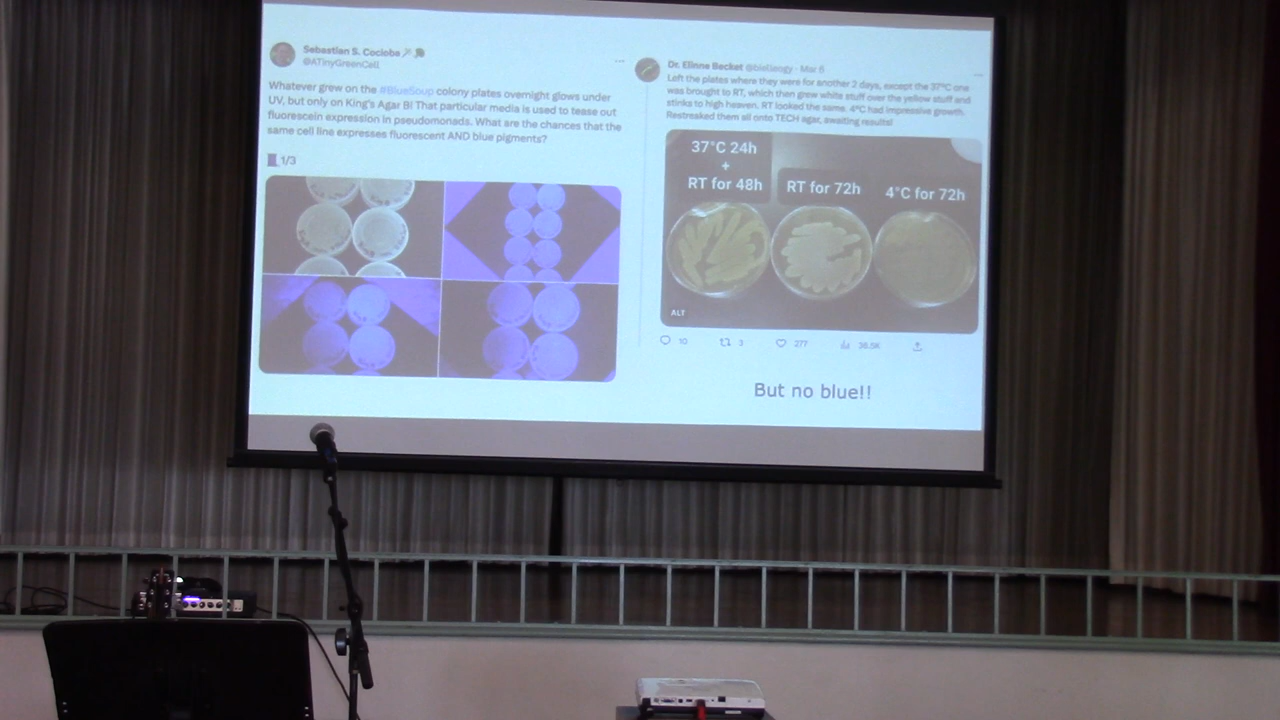 Sebastian S. Cocioba
@ATinyGreenCell
Whatever grew on the #BlueSoup colony plates overnight glows under
UV, but only on King's Agar B! That particular media is used to tease out
fluorescein expression in pseudomonads. What are the chances that the
same cell line expresses fluorescent AND blue pigments?
1/3
Dr. Elinne Becket @bielleogy · Mar 6
Left the plates where they were for another 2 days, except the 37°C one
was brought to RT, which then grew white stuff over the yellow stuff and
stinks to high heaven. RT looked the same. 4°C had impressive growth.
Restreaked them all onto TECH agar, awaiting results!
37°C 24h
+
RT for 48h
RT for 72h
4°C for 72h
ALT
10
3
277
36.5K
But no blue!!